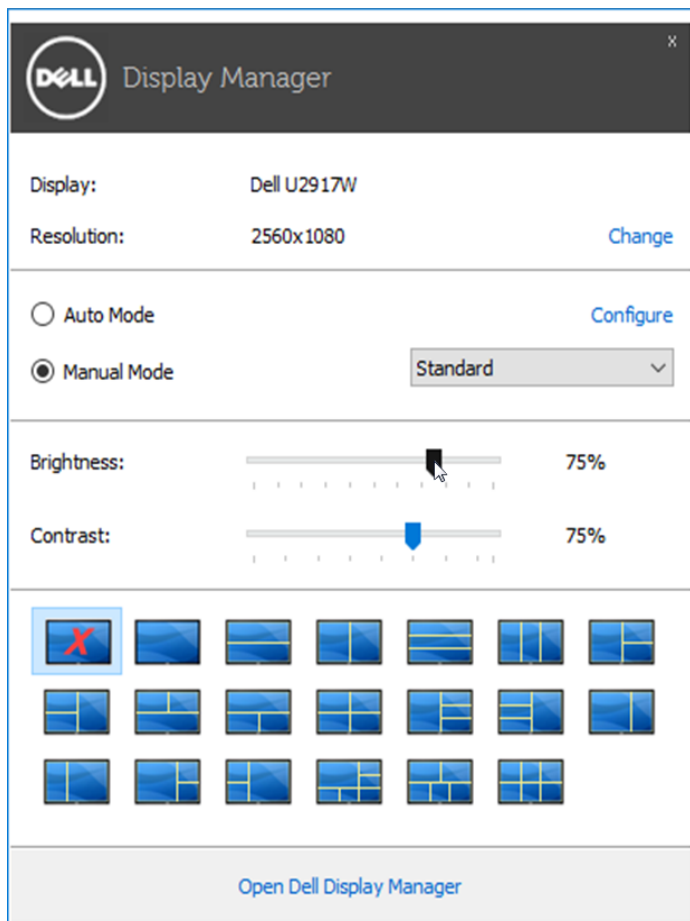 DELL Display Manager x
Display: Dell U2917W
Resolution: 2560x1080 Change
Auto Mode Configure
Manual Mode Standard
Brightness: 75%
Contrast: 75%
X
Open Dell Display Manager